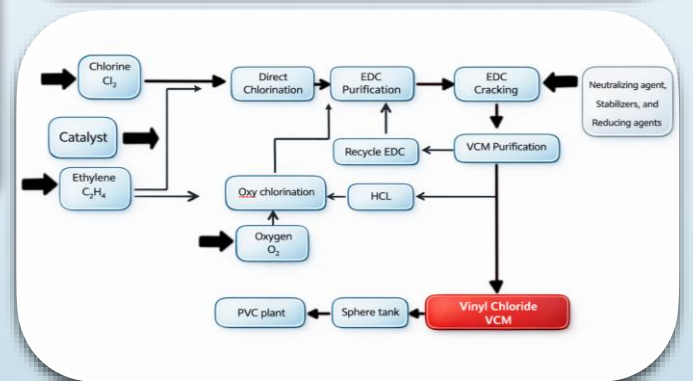 Chlorine
Cl₂
Direct
Chlorination
EDC
Purification
EDC
Cracking
Neutralizing agent,
Stabilizers, and
Reducing agents
Catalyst
Recycle EDC
VCM Purification
Ethylene
C₂H₄
Oxy chlorination
HCL
Oxygen
O₂
PVC plant
Sphere tank
Vinyl Chloride
VCM